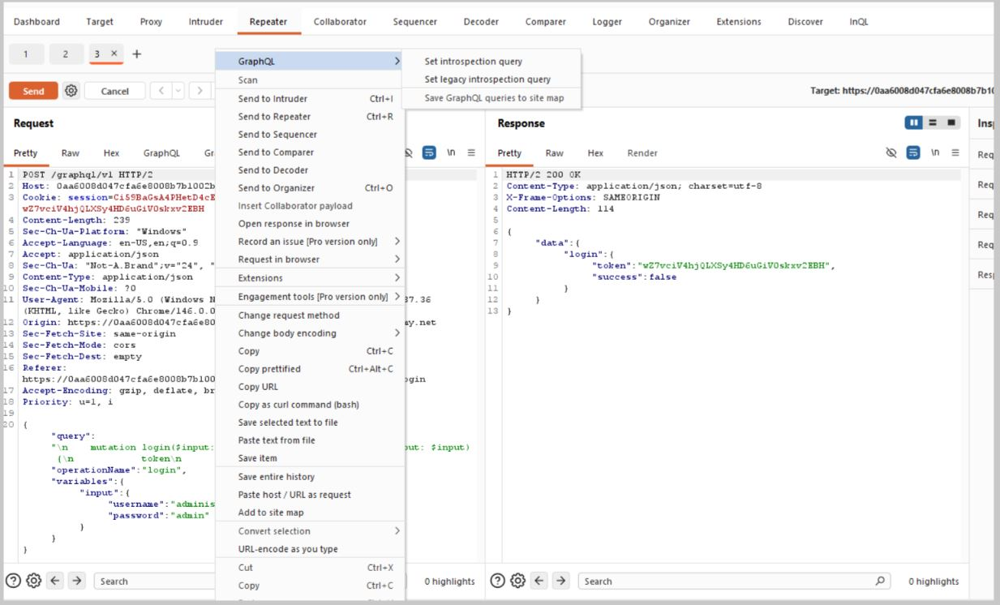 Dashboard Target Proxy Intruder Repeater Collaborator Sequencer Decoder Comparer Logger Organizer Extensions Discover InQL
1 2 3 × +
Send Cancel < >
Target: https://0aa6008d047cfa6e8008b7b10
Request
Pretty Raw Hex GraphQL Gr
\n
1 POST /graphql/v1 HTTP/2
2 Host: 0aa6008d047cfa6e8008b7b1002b
3 Cookie: session=Ci59BaGsA4PHetD4cE
wZ7vciV4hjQLXSy4HD6uGiV0skxv2EBH
4 Content-Length: 239
5 Sec-Ch-Ua-Platform: "Windows"
6 Accept-Language: en-US,en;q=0.9
7 Accept: application/json
8 Sec-Ch-Ua: "Not-A.Brand";v="24", "
9 Content-Type: application/json
10 Sec-Ch-Ua-Mobile: ?0
11 User-Agent: Mozilla/5.0 (Windows N
37.36
(KHTML, like Gecko) Chrome/146.0.0
12 Origin: https://0aa6008d047cfa6e80
my.net
13 Sec-Fetch-Site: same-origin
14 Sec-Fetch-Mode: cors
15 Sec-Fetch-Dest: empty
16 Referer:
https://0aa6008d047cfa6e8008b7b100
ogin
17 Accept-Encoding: gzip, deflate, br
18 Priority: u=1, i
19
20 {
"query":
"\n mutation login($input:
put: $input)
{\n token\n
"operationName":"login",
"variables":{
"input":{
"username":"adminis
"password":"admin"
}
}
}
Search
0 highlights
GraphQL >
Scan
Send to Intruder Ctrl+I
Send to Repeater Ctrl+R
Send to Sequencer
Send to Comparer
Send to Decoder
Send to Organizer Ctrl+O
Insert Collaborator payload
Open response in browser
Record an issue [Pro version only] >
Request in browser >
Extensions >
Engagement tools [Pro version only] >
Change request method
Change body encoding >
Copy Ctrl+C
Copy prettified Ctrl+Alt+C
Copy URL
Copy as curl command (bash)
Save selected text to file
Paste text from file
Save item
Save entire history
Paste host / URL as request
Add to site map
Convert selection >
URL-encode as you type
Cut Ctrl+X
Copy Ctrl+C
Set introspection query
Set legacy introspection query
Save GraphQL queries to site map
Response
Pretty Raw Hex Render
\n
1 HTTP/2 200 OK
2 Content-Type: application/json; charset=utf-8
3 X-Frame-Options: SAMEORIGIN
4 Content-Length: 114
5
6 {
7 "data":{
8 "login":{
9 "token":"wZ7vciV4hjQLXSy4HD6uGiV0skxv2EBH",
10 "success":false
11 }
12 }
13 }
Search
0 highlights
Ins
Req
Req
Req
Req
Res